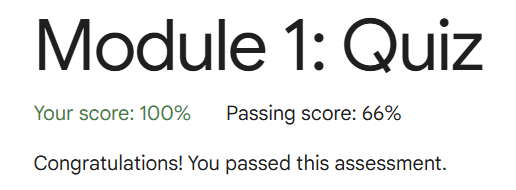 Module 1: Quiz
Your score: 100% Passing score: 66%
Congratulations! You passed this assessment.